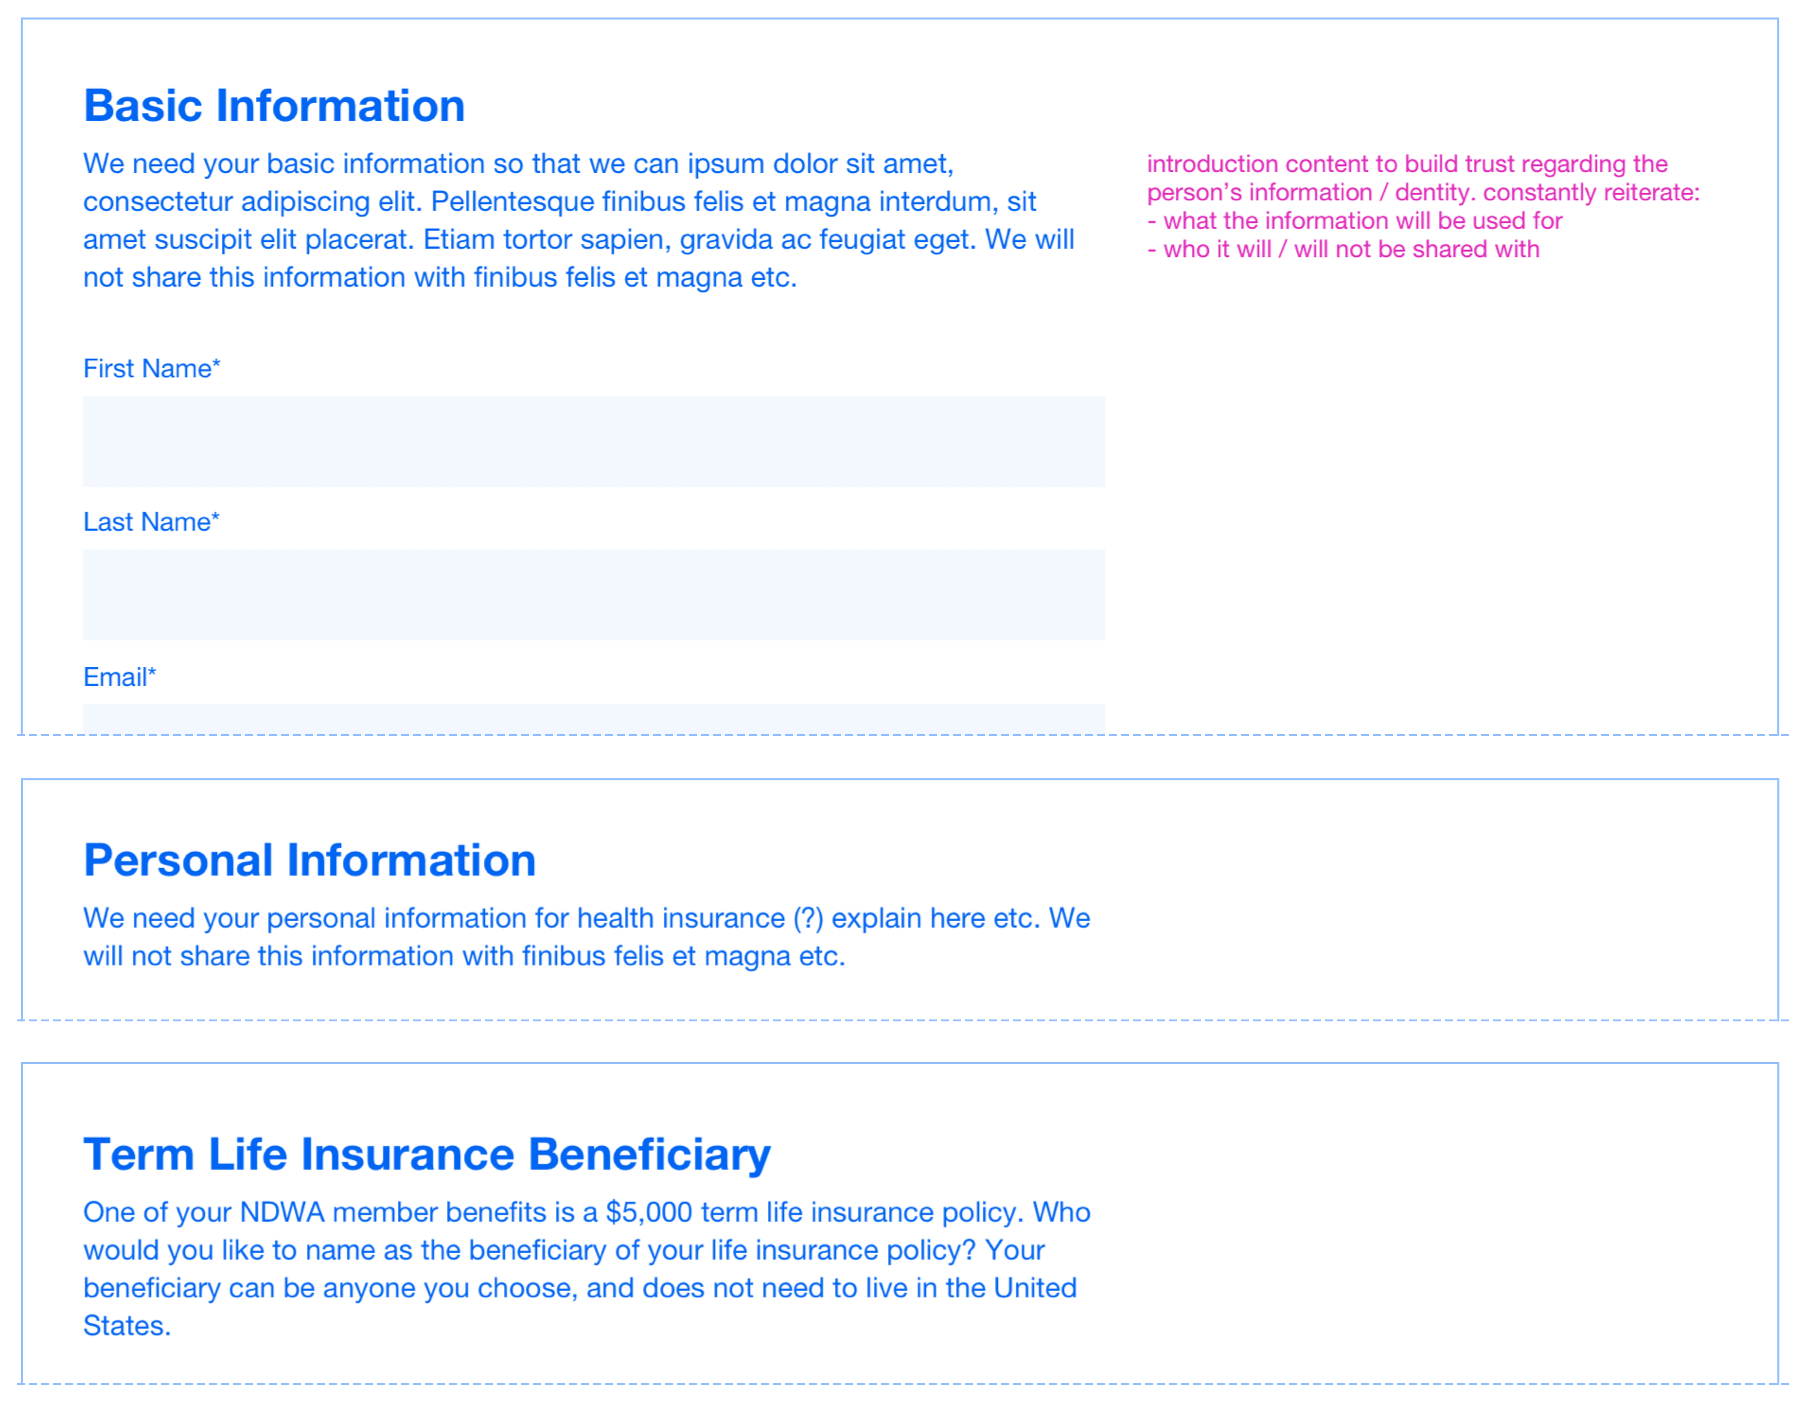 Basic Information
We need your basic information so that we can ipsum dolor sit amet,
consectetur adipiscing elit. Pellentesque finibus felis et magna interdum, sit
amet suscipit elit placerat. Etiam tortor sapien, gravida ac feugiat eget. We will
not share this information with finibus felis et magna etc.
introduction content to build trust regarding the
person’s information / dentity. constantly reiterate:
- what the information will be used for
- who it will / will not be shared with
First Name*
Last Name*
Email*
Personal Information
We need your personal information for health insurance (?) explain here etc. We
will not share this information with finibus felis et magna etc.
Term Life Insurance Beneficiary
One of your NDWA member benefits is a $5,000 term life insurance policy. Who
would you like to name as the beneficiary of your life insurance policy? Your
beneficiary can be anyone you choose, and does not need to live in the United
States.